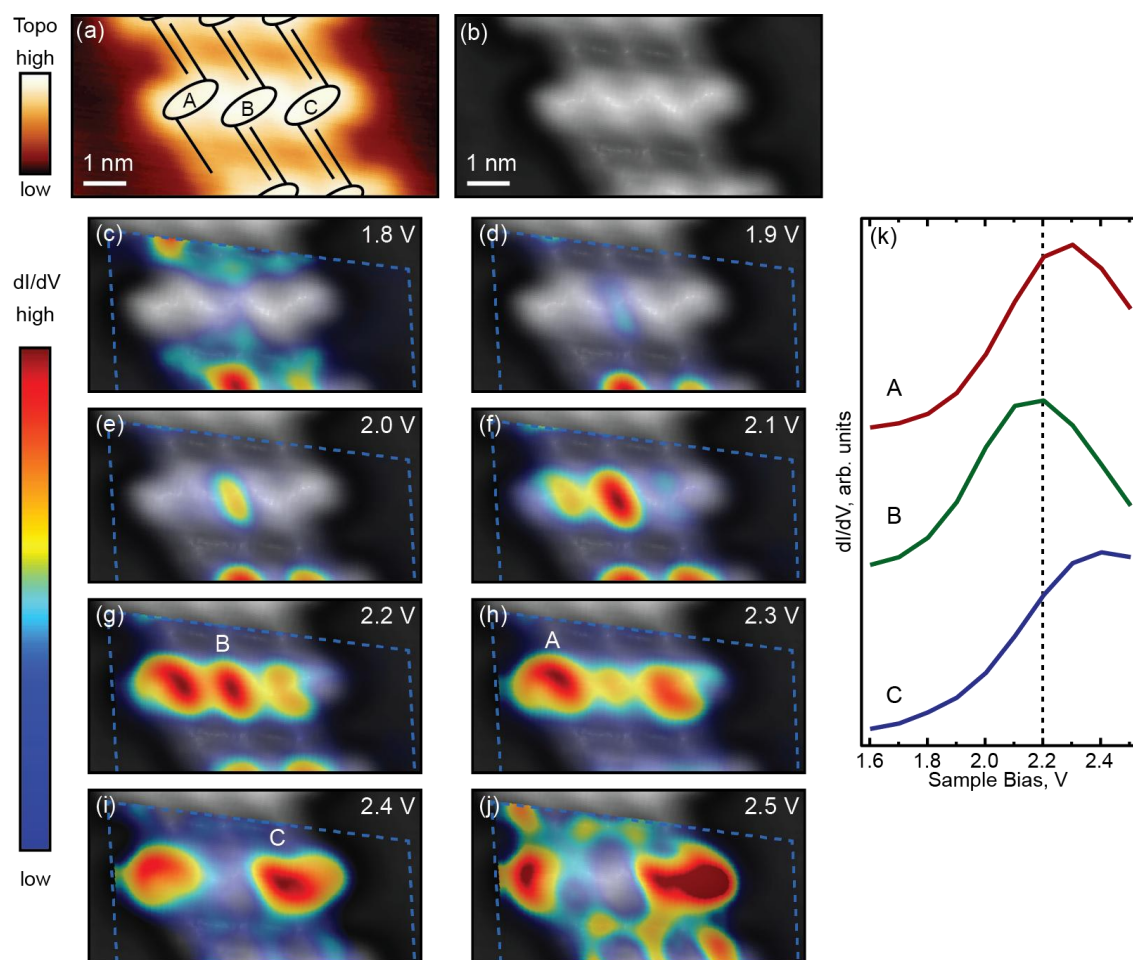 Topo
high
low
(a)
A
B
C
1 nm
(b)
1 nm
dI/dV
high
low
(c)
1.8 V
(d)
1.9 V
(e)
2.0 V
(f)
2.1 V
(g)
2.2 V
B
(h)
2.3 V
A
(i)
2.4 V
C
(j)
2.5 V
(k)
A
B
C
dI/dV, arb. units
1.6 1.8 2.0 2.2 2.4
Sample Bias, V